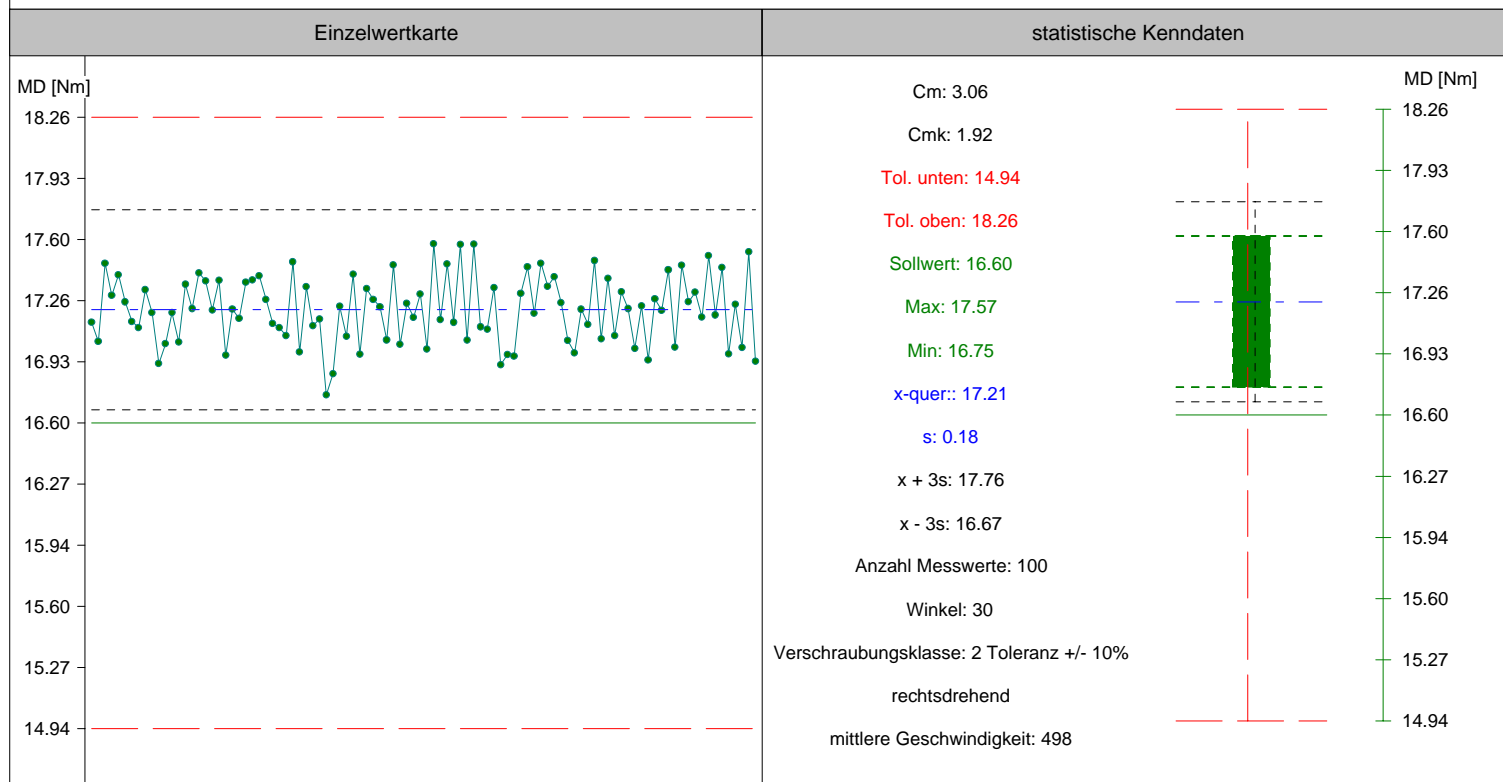 Einzelwertkarte
statistische Kenndaten
MD [Nm]
18.26
17.93
17.60
17.26
16.93
16.60
16.27
15.94
15.60
15.27
14.94
Cm: 3.06
Cmk: 1.92
Tol. unten: 14.94
Tol. oben: 18.26
Sollwert: 16.60
Max: 17.57
Min: 16.75
x-quer:: 17.21
s: 0.18
x + 3s: 17.76
x - 3s: 16.67
Anzahl Messwerte: 100
Winkel: 30
Verschraubungsklasse: 2 Toleranz +/- 10%
rechtsdrehend
mittlere Geschwindigkeit: 498
MD [Nm]
18.26
17.93
17.60
17.26
16.93
16.60
16.27
15.94
15.60
15.27
14.94